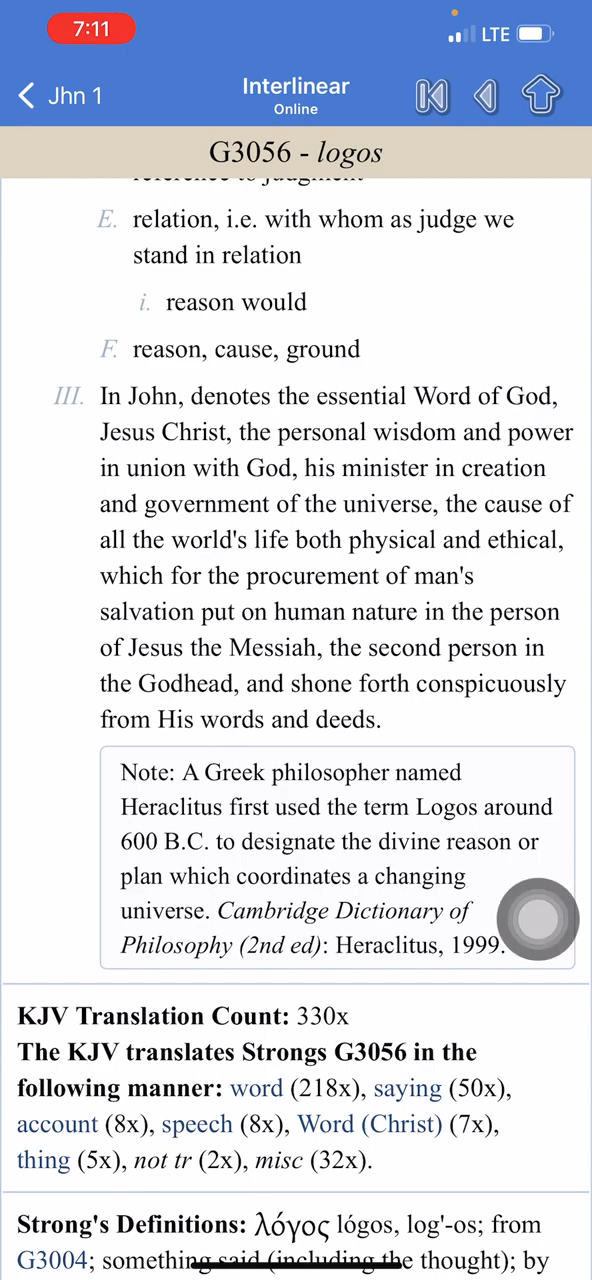 7:11
LTE
Jhn 1
Interlinear
Online
G3056 - logos
reference to judgment
E. relation, i.e. with whom as judge we
stand in relation
i. reason would
F. reason, cause, ground
III. In John, denotes the essential Word of God,
Jesus Christ, the personal wisdom and power
in union with God, his minister in creation
and government of the universe, the cause of
all the world's life both physical and ethical,
which for the procurement of man's
salvation put on human nature in the person
of Jesus the Messiah, the second person in
the Godhead, and shone forth conspicuously
from His words and deeds.
Note: A Greek philosopher named
Heraclitus first used the term Logos around
600 B.C. to designate the divine reason or
plan which coordinates a changing
universe. Cambridge Dictionary of
Philosophy (2nd ed): Heraclitus, 1999.
KJV Translation Count: 330x
The KJV translates Strongs G3056 in the
following manner: word (218x), saying (50x),
account (8x), speech (8x), Word (Christ) (7x),
thing (5x), not tr (2x), misc (32x).
Strong's Definitions: λόγος lógos, log'-os; from
G3004; something said (including the thought); by